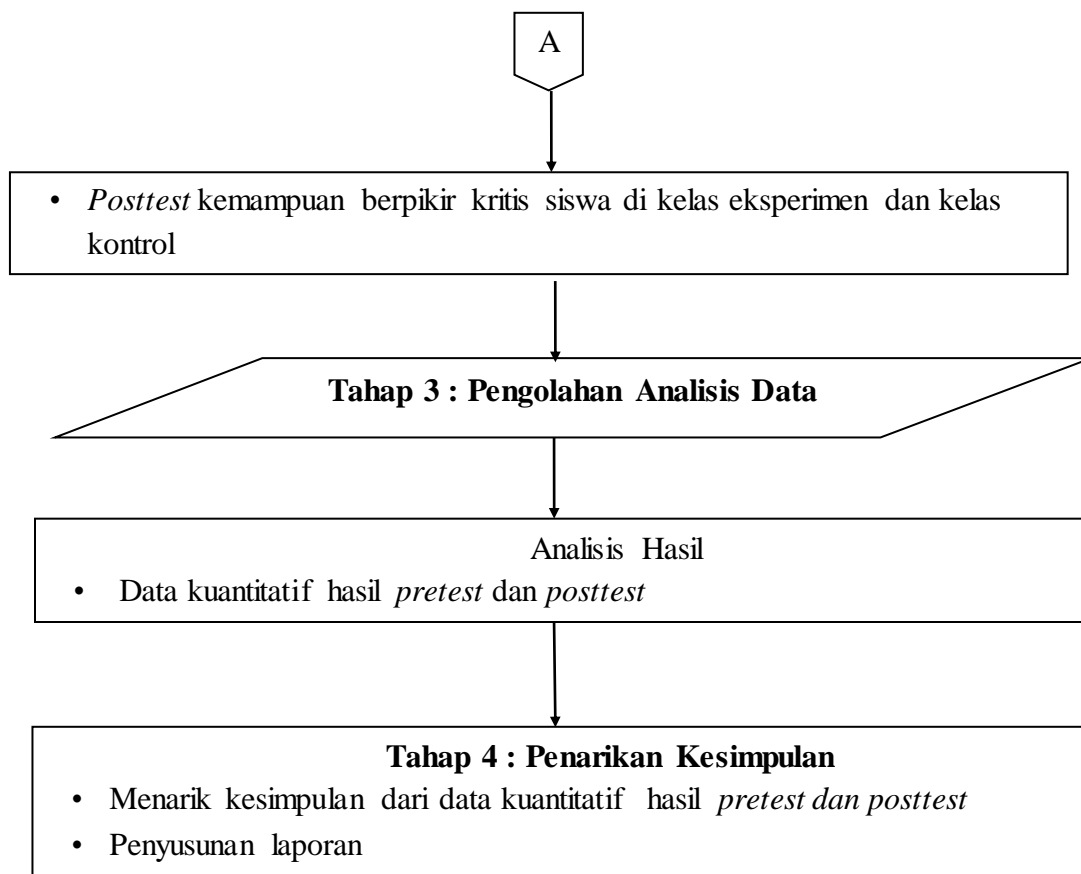 A
• Posttest kemampuan berpikir kritis siswa di kelas eksperimen dan kelas
kontrol
Tahap 3 : Pengolahan Analisis Data
Analisis Hasil
• Data kuantitatif hasil pretest dan posttest
Tahap 4 : Penarikan Kesimpulan
• Menarik kesimpulan dari data kuantitatif hasil pretest dan posttest
• Penyusunan laporan